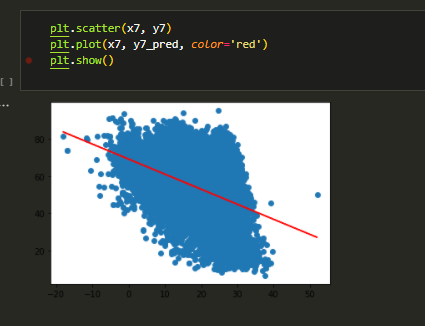 plt.scatter(x7, y7)
plt.plot(x7, y7_pred, color='red')
plt.show()
[ ]
...
80
60
40
20
-20 -10 0 10 20 30 40 50